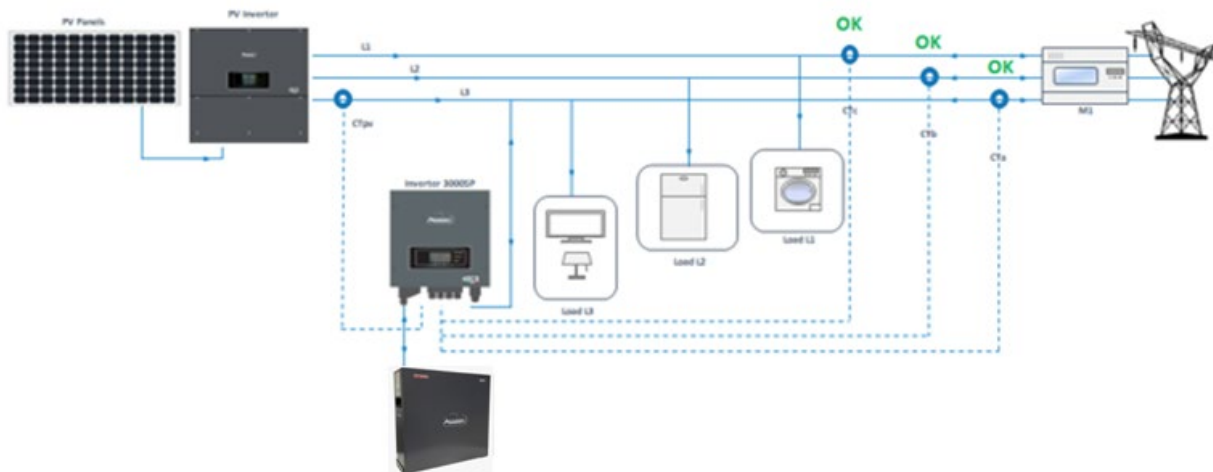 PV Panels
PV Inverter
OK
OK
OK
L1
L2
L3
CTpv
CTc
CTb
CTa
M1
Inverter 3000SP
Load L3
Load L2
Load L1